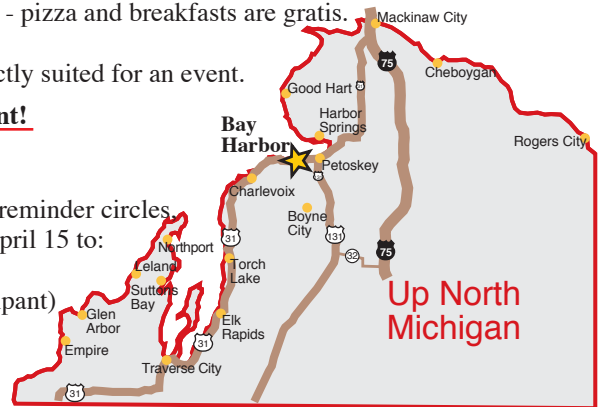 - pizza and breakfasts are gratis.
ctly suited for an event.
nt!
reminder circles,
pril 15 to:
ipant)
Mackinaw City
75
Cheboygan
Good Hart
31
Harbor
Springs
Rogers City
Bay
Harbor
Petoskey
Charlevoix
Boyne
City
31
131
Northport
32
75
Leland
Torch
Lake
Suttons
Bay
Up North
Michigan
Glen
Arbor
Elk
Rapids
Empire
31
Traverse City
31